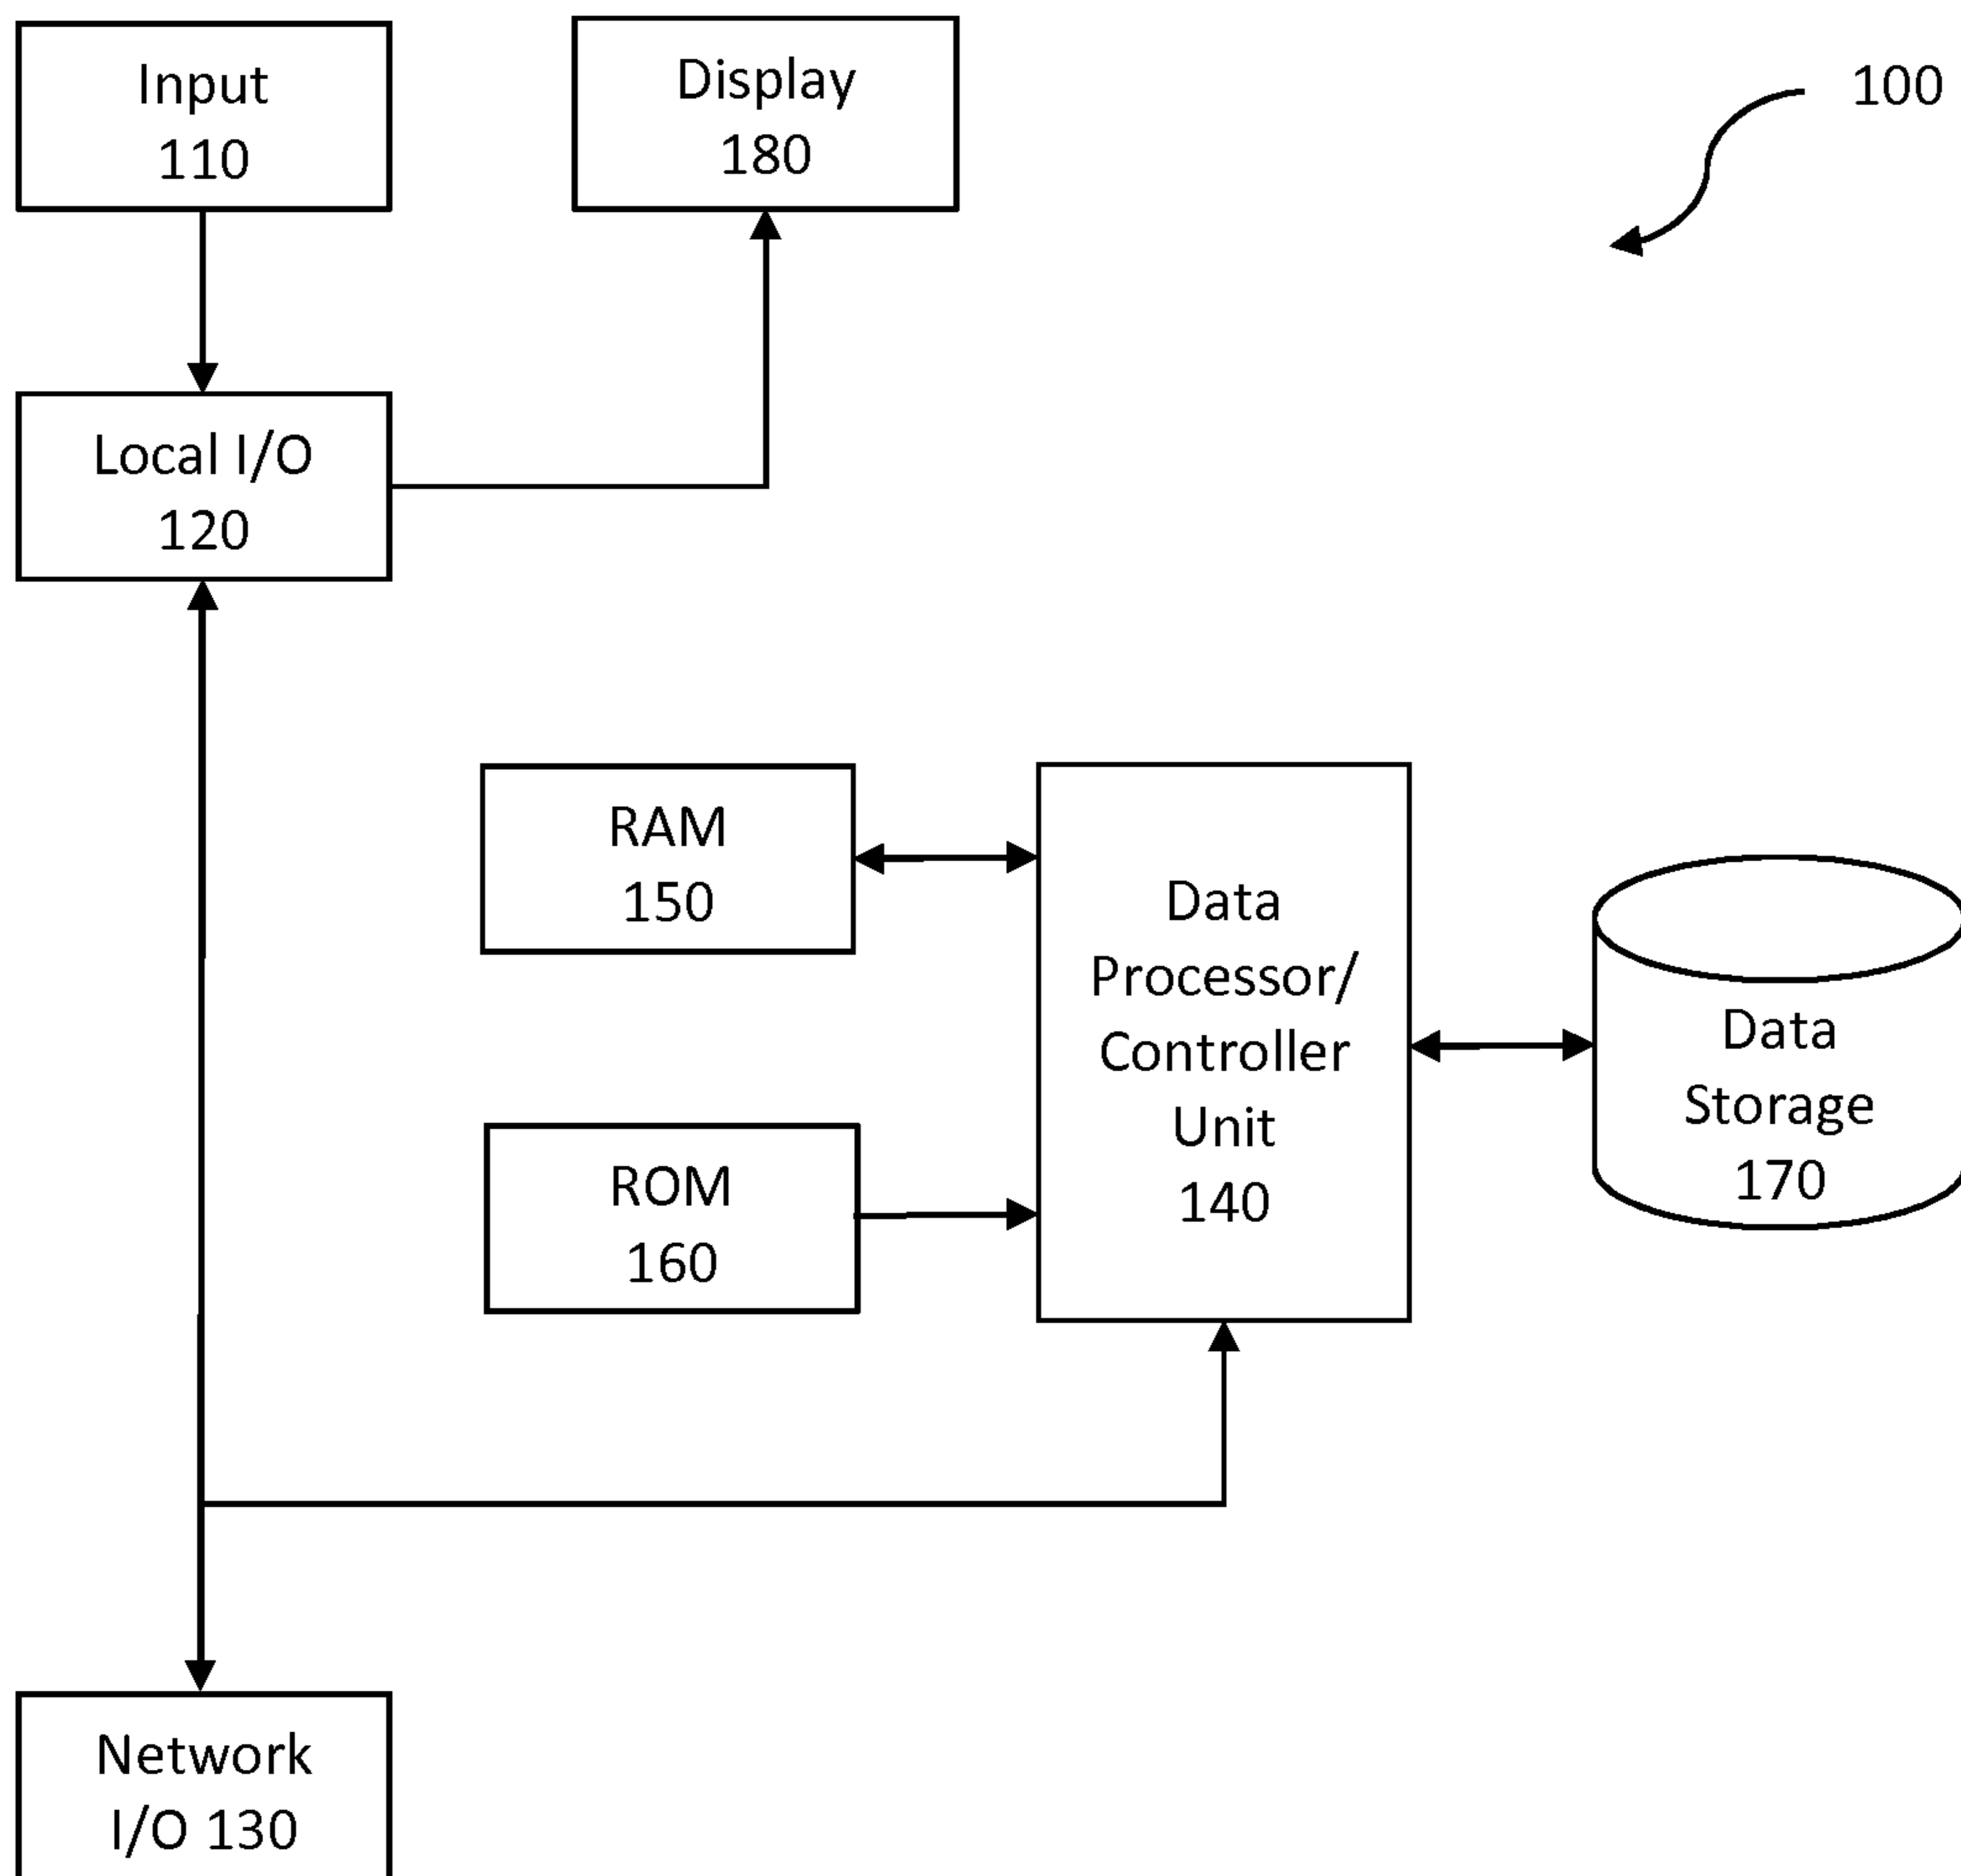 Input
110
Display
180
100
Local I/O
120
RAM
150
Data
Processor/
Controller
Unit
140
Data
Storage
170
ROM
160
Network
I/O 130